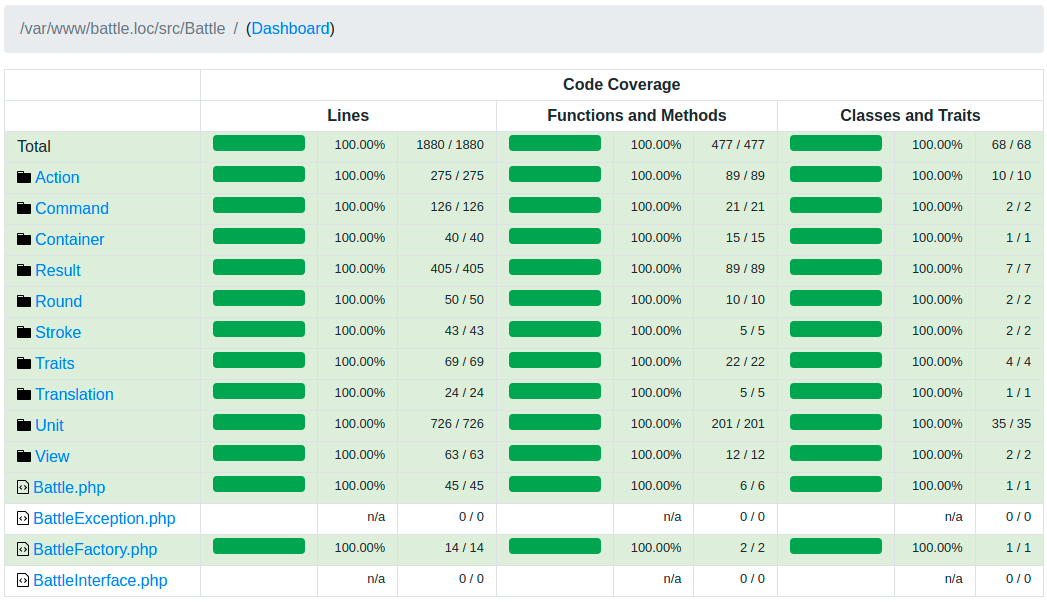 /var/www/battle.loc/src/Battle / (Dashboard)
Code Coverage
Lines Functions and Methods Classes and Traits
Total 100.00% 1880 / 1880 100.00% 477 / 477 100.00% 68 / 68
Action 100.00% 275 / 275 100.00% 89 / 89 100.00% 10 / 10
Command 100.00% 126 / 126 100.00% 21 / 21 100.00% 2 / 2
Container 100.00% 40 / 40 100.00% 15 / 15 100.00% 1 / 1
Result 100.00% 405 / 405 100.00% 89 / 89 100.00% 7 / 7
Round 100.00% 50 / 50 100.00% 10 / 10 100.00% 2 / 2
Stroke 100.00% 43 / 43 100.00% 5 / 5 100.00% 2 / 2
Traits 100.00% 69 / 69 100.00% 22 / 22 100.00% 4 / 4
Translation 100.00% 24 / 24 100.00% 5 / 5 100.00% 1 / 1
Unit 100.00% 726 / 726 100.00% 201 / 201 100.00% 35 / 35
View 100.00% 63 / 63 100.00% 12 / 12 100.00% 2 / 2
Battle.php 100.00% 45 / 45 100.00% 6 / 6 100.00% 1 / 1
BattleException.php n/a 0 / 0 n/a 0 / 0 n/a 0 / 0
BattleFactory.php 100.00% 14 / 14 100.00% 2 / 2 100.00% 1 / 1
BattleInterface.php n/a 0 / 0 n/a 0 / 0 n/a 0 / 0